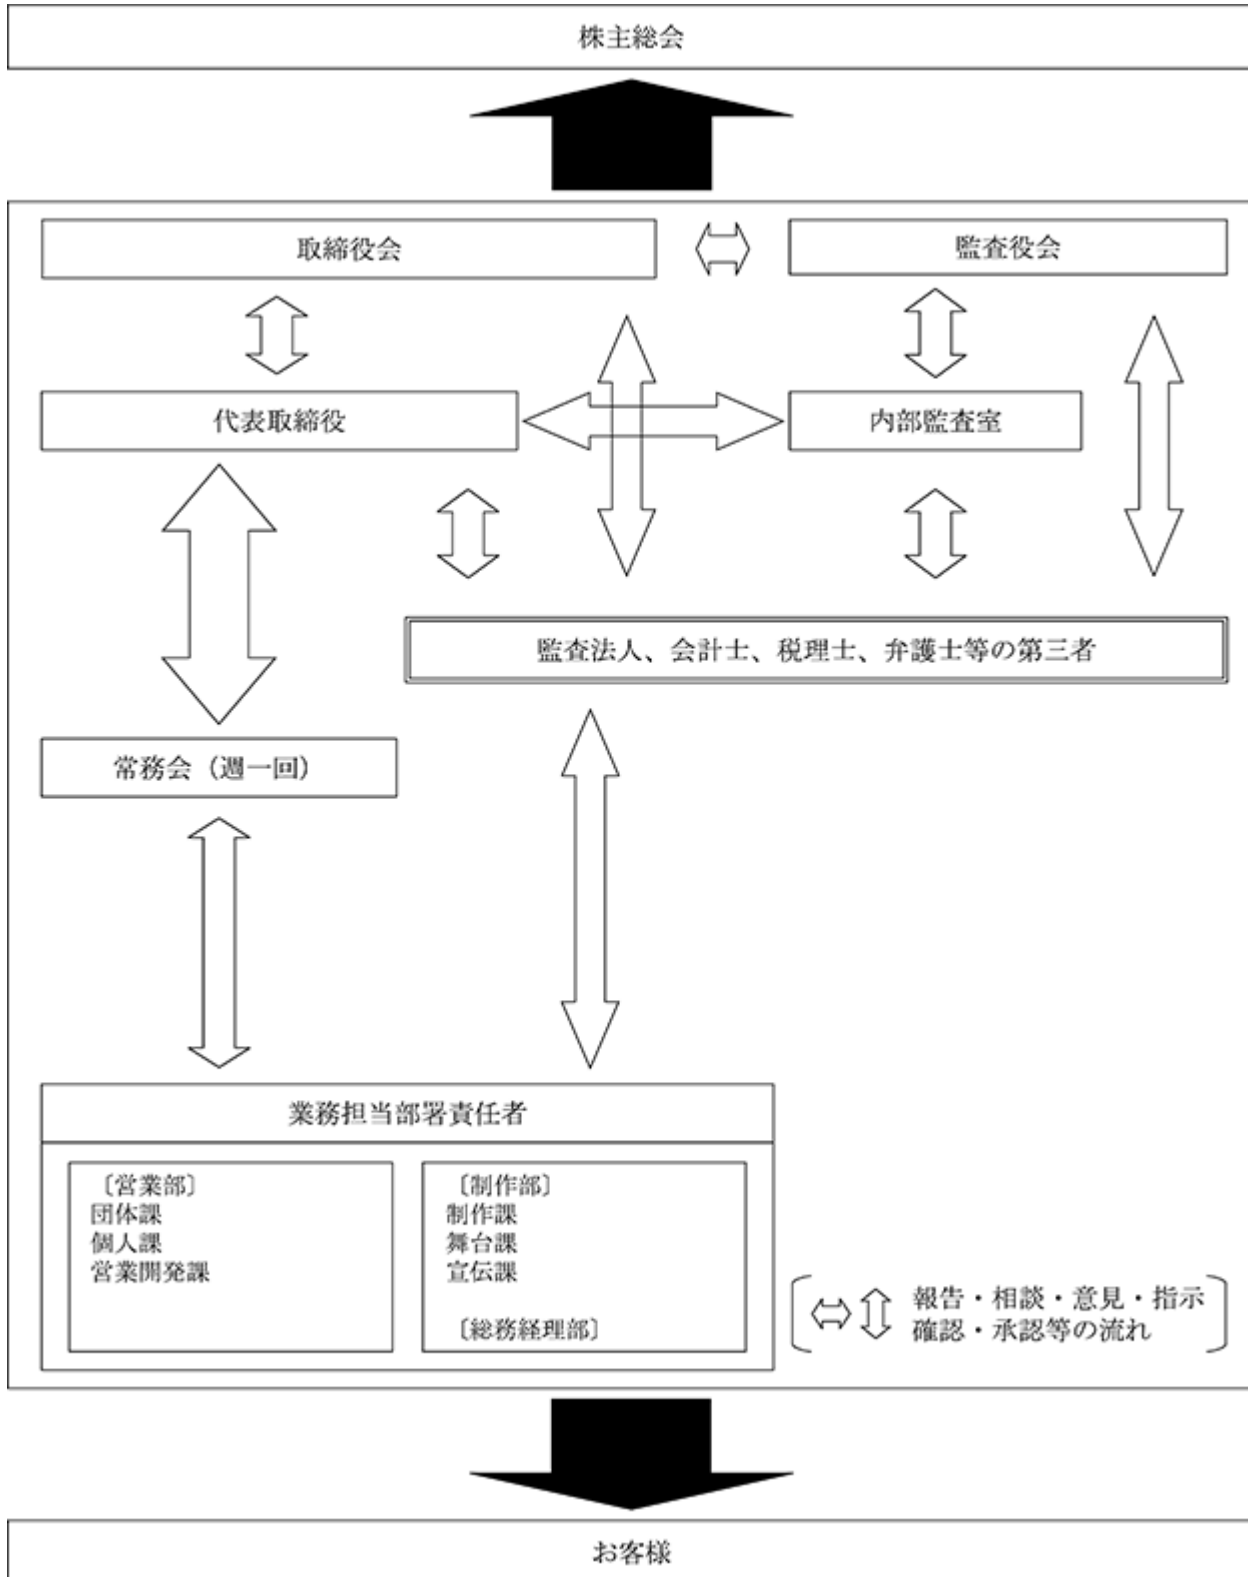 株主総会
取締役会
監査役会
代表取締役
内部監査室
監査法人、会計士、税理士、弁護士等の第三者
常務会（週一回）
業務担当部署責任者
〔営業部〕
団体課
個人課
営業開発課
〔制作部〕
制作課
舞台課
宣伝課
〔総務経理部〕
報告・相談・意見・指示
確認・承認等の流れ
お客様